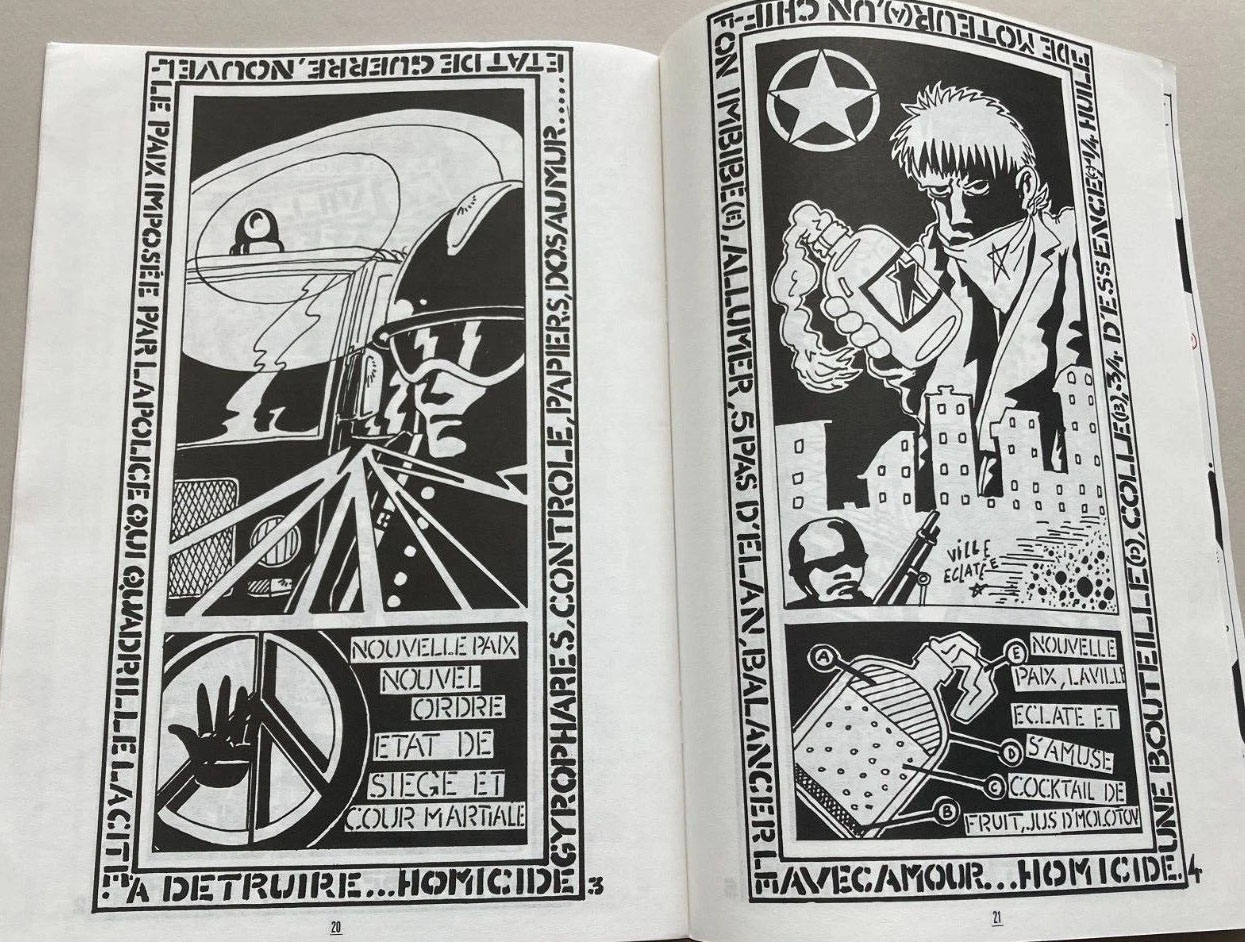 GYROPHARES, CONTROLE, PAPIERS, DOS AU MUR.....
ETAT DE GUERRE, NOUVEL-
LE PAIX IMPOSÉE PAR LA POLICE QUI QUADRILLE LA CITE
A DETRUIRE...HOMICIDE
3
NOUVELLE PAIX
NOUVEL
ORDRE
ETAT DE
SIEGE ET
COUR MARTIALE
20
UNE BOUTEILLE(D), COLLE(B), 3/4 D'ESSENCE(C) 1/4 HUILE
DE MOTEUR(A), UN CHIF-
FON IMBIBE(E), ALLUMER, 5 PAS D'ELAN, BALANCER LE
AVEC AMOUR...HOMICIDE.
4
VILLE
ECLATEE
A
E
D
C
B
NOUVELLE
PAIX, LA VILLE
ECLATE ET
S'AMUSE
COCKTAIL DE
FRUIT, JUS D'MOLOTOV
21